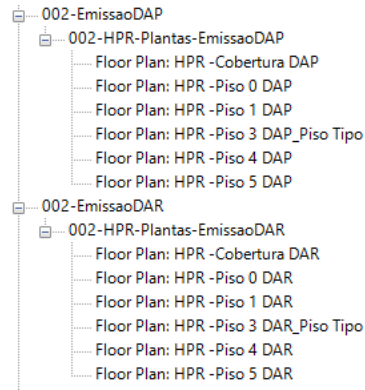 002-EmissaoDAP
002-HPR-Plantas-EmissaoDAP
Floor Plan: HPR -Cobertura DAP
Floor Plan: HPR -Piso 0 DAP
Floor Plan: HPR -Piso 1 DAP
Floor Plan: HPR -Piso 3 DAP_Piso Tipo
Floor Plan: HPR -Piso 4 DAP
Floor Plan: HPR -Piso 5 DAP
002-EmissaoDAR
002-HPR-Plantas-EmissaoDAR
Floor Plan: HPR -Cobertura DAR
Floor Plan: HPR -Piso 0 DAR
Floor Plan: HPR -Piso 1 DAR
Floor Plan: HPR -Piso 3 DAR_Piso Tipo
Floor Plan: HPR -Piso 4 DAR
Floor Plan: HPR -Piso 5 DAR